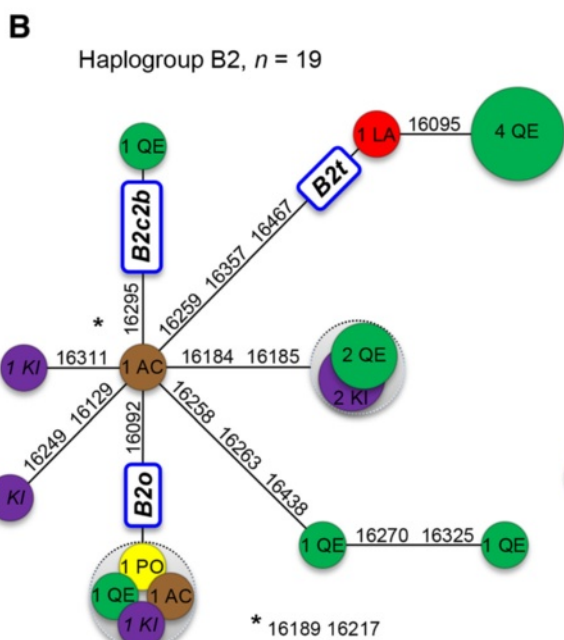 B
Haplogroup B2, n = 19
1 QE
1 LA
16095
4 QE
B2t
B2c2b
16259 16357 16467
16295
*
1 KI
16311
1 AC
16184 16185
2 QE
2 KI
16249 16129
16092
16258 16263 16438
KI
B2o
1 QE
16270 16325
1 QE
1 PO
1 QE
1 AC
1 KI
* 16189 16217